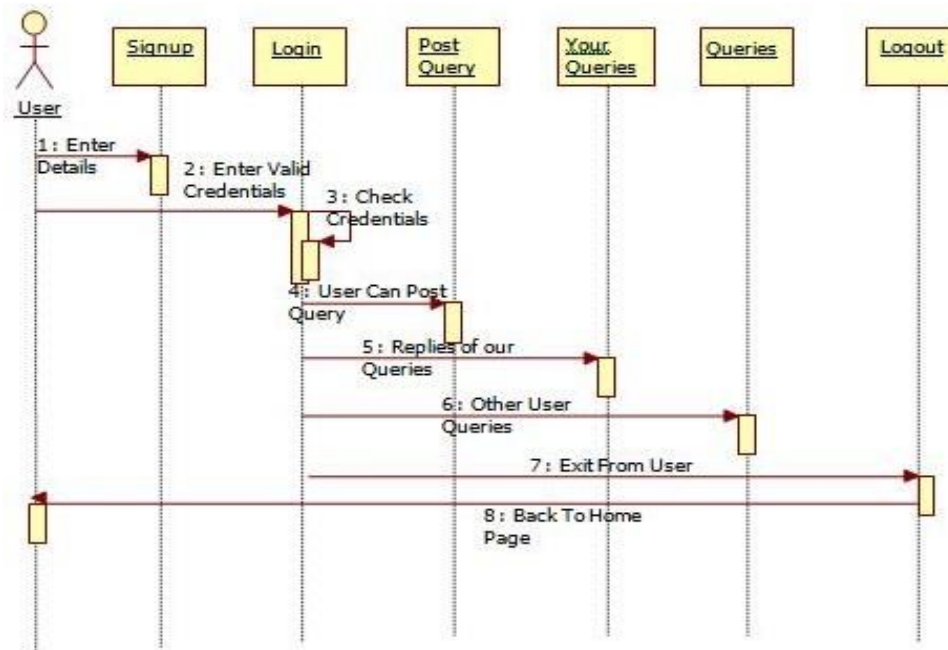 Signup
Login
Post
Query
Your
Queries
Queries
Logout
User
1 : Enter
Details
2 : Enter Valid
Credentials
3 : Check
Credentials
4 : User Can Post
Query
5 : Replies of our
Queries
6 : Other User
Queries
7 : Exit From User
8 : Back To Home
Page